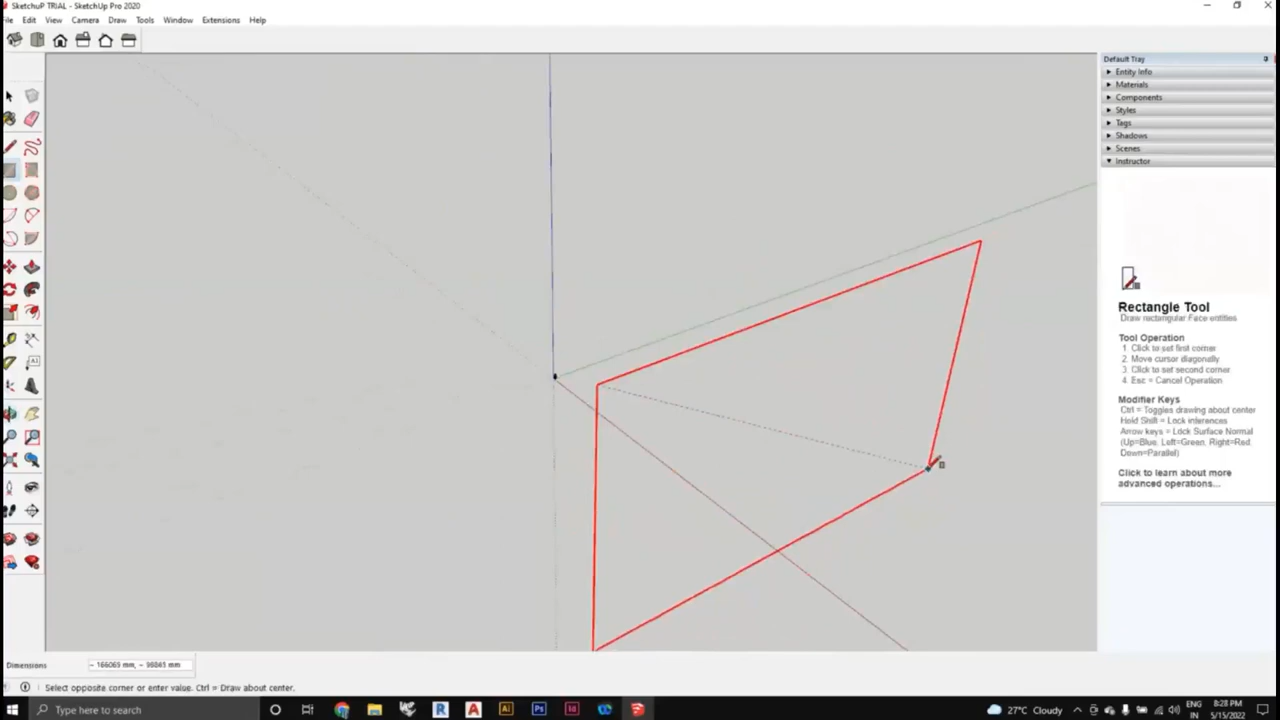 SketchuP TRIAL - SketchUp Pro 2020
File Edit View Camera Draw Tools Window Extensions Help
Default Tray
Entity Info
Materials
Components
Styles
Tags
Shadows
Scenes
Instructor
Rectangle Tool
Draw rectangular Face entities
Tool Operation
1. Click to set first corner
2. Move cursor diagonally
3. Click to set second corner
4. Esc = Cancel Operation
Modifier Keys
Ctrl = Toggles drawing about center
Hold Shift = Lock inferences
Arrow keys = Lock Surface Normal
(Up=Blue, Left=Green, Right=Red,
Down=Parallel)
Click to learn about more
advanced operations...
Dimensions ~ 166069 mm, ~ 98845 mm
Select opposite corner or enter value. Ctrl = Draw about center.
Type here to search
27°C Cloudy
ENG
IN
8:28 PM
5/15/2022